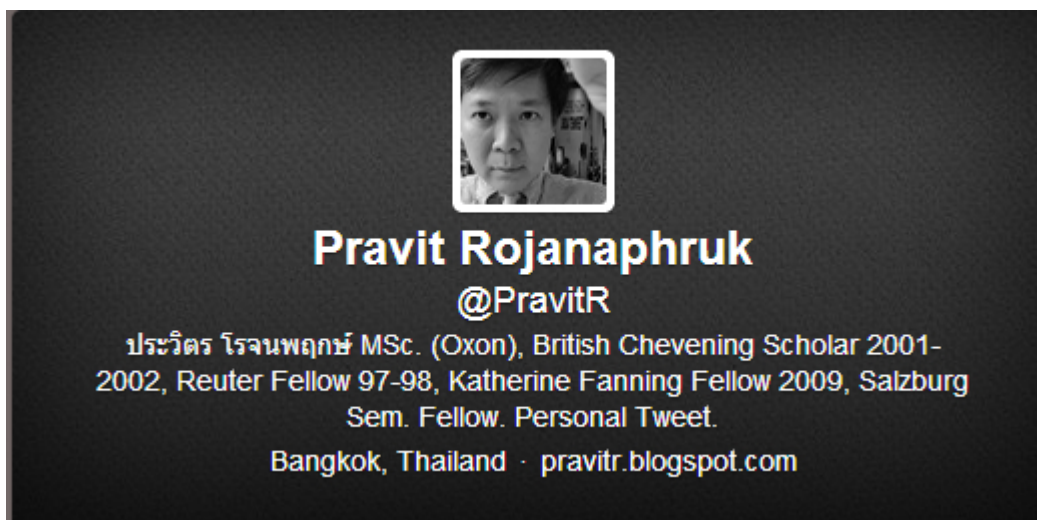 Pravit Rojanaphruk
@PravitR
ประวิตร โรจนพฤกษ์ MSc. (Oxon), British Chevening Scholar 2001-
2002, Reuter Fellow 97-98, Katherine Fanning Fellow 2009, Salzburg
Sem. Fellow. Personal Tweet.
Bangkok, Thailand · pravitr.blogspot.com